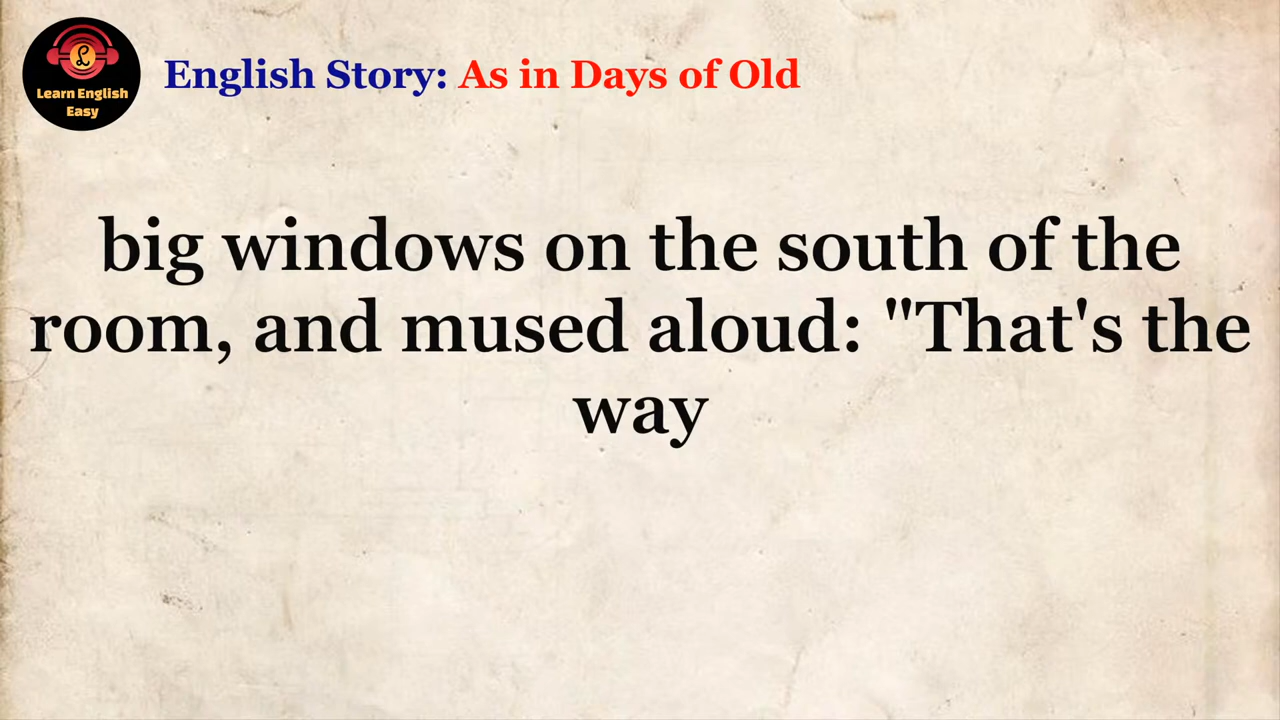 Learn English
Easy
English Story: As in Days of Old
big windows on the south of the
room, and mused aloud: "That's the
way